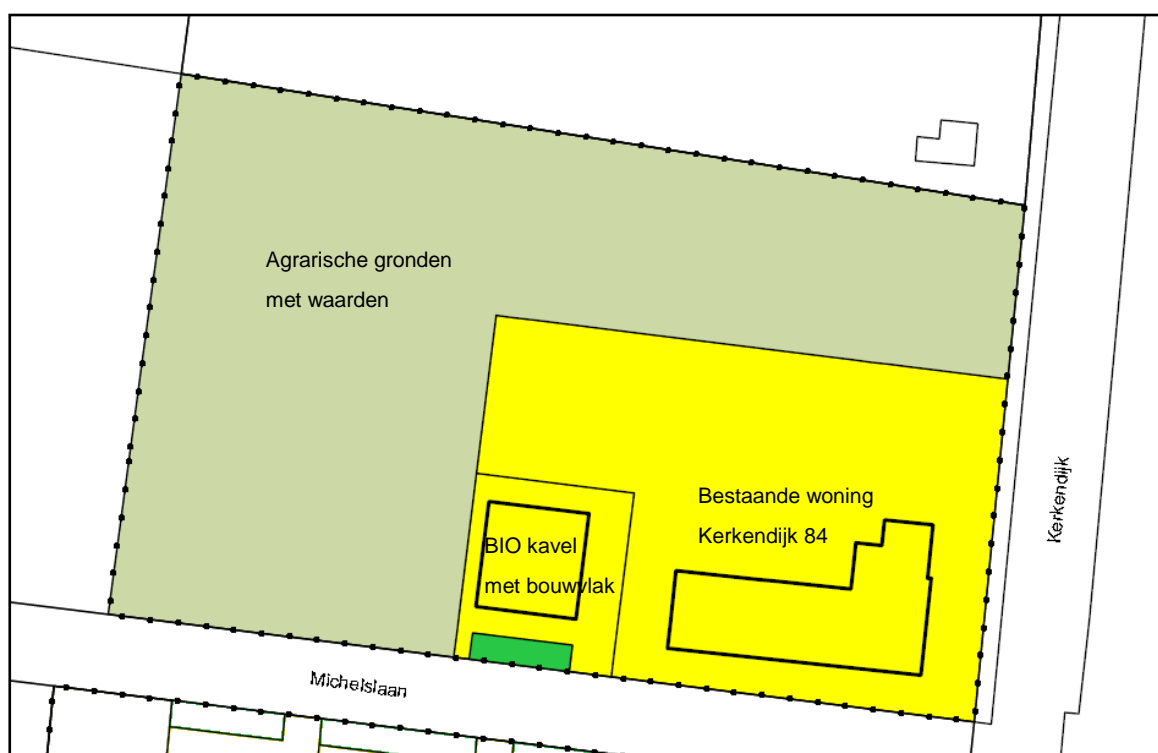 Agrarische gronden
met waarden
Bestaande woning
Kerkendijk 84
BIO kavel
met bouwvlak
Kerkendijk
Michelslaan